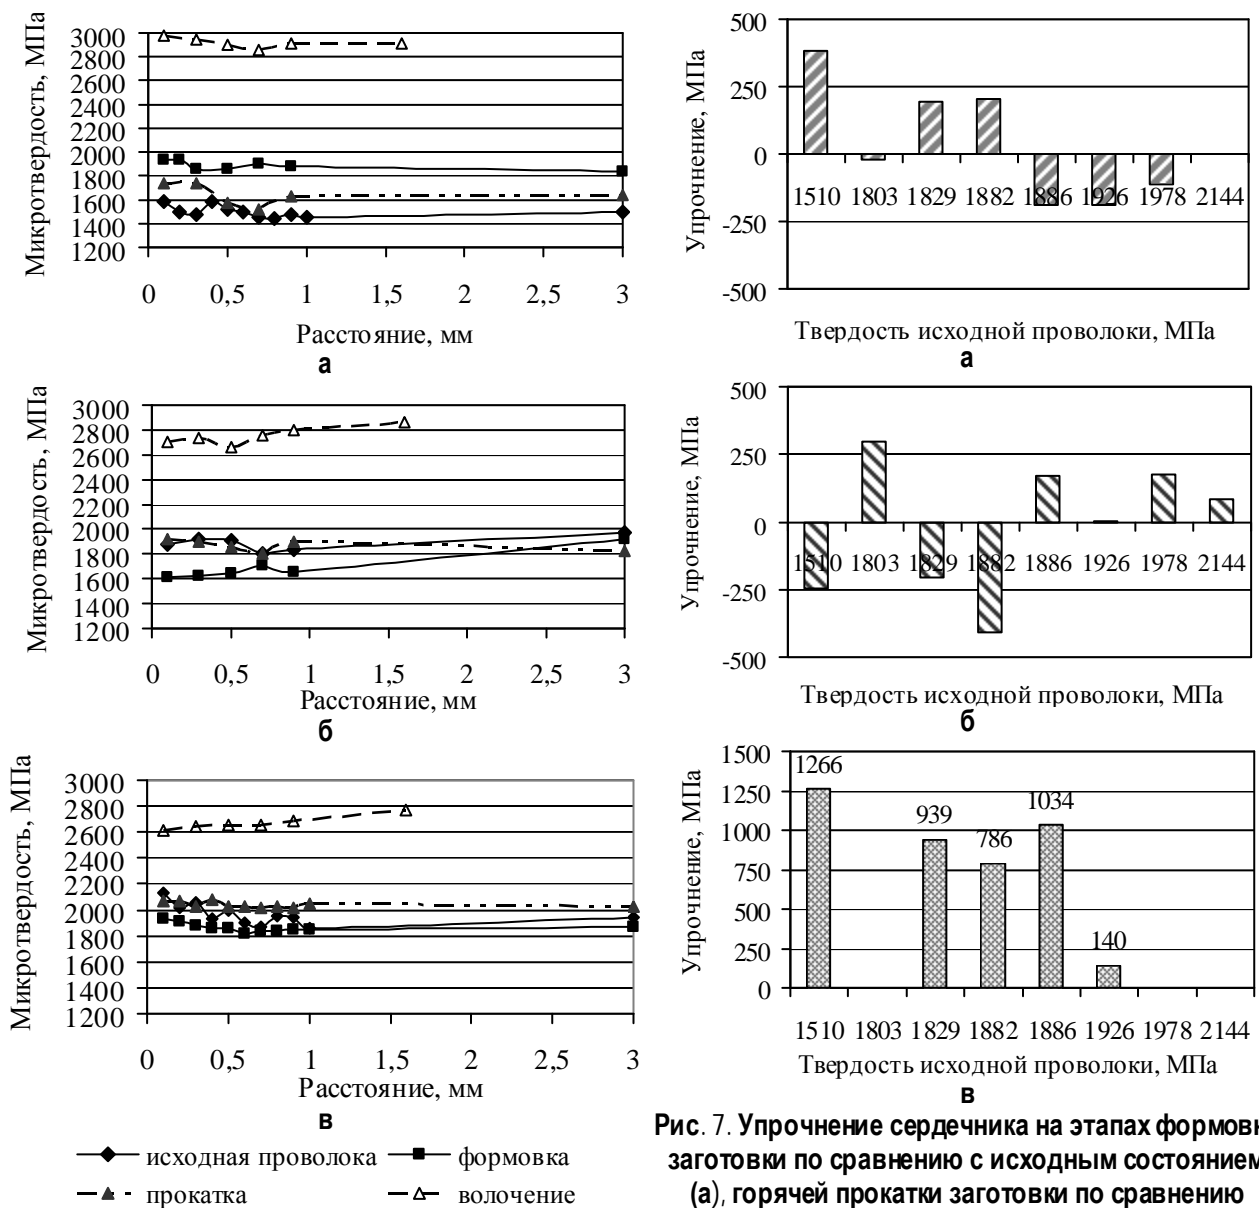 Микротвердость, МПа
3000
2800
2600
2400
2200
2000
1800
1600
1400
1200
0 0,5 1 1,5 2 2,5 3
Расстояние, мм
а
Микротвердость, МПа
3000
2800
2600
2400
2200
2000
1800
1600
1400
1200
0 0,5 1 1,5 2 2,5 3
Расстояние, мм
б
Микротвердость, МПа
3000
2800
2600
2400
2200
2000
1800
1600
1400
1200
0 0,5 1 1,5 2 2,5 3
Расстояние, мм
в
исходная проволока формовка
прокатка волочение
Упрочнение, МПа
500
250
0
-250
-500
1510 1803 1829 1882 1886 1926 1978 2144
Твердость исходной проволоки, МПа
а
Упрочнение, МПа
500
250
0
-250
-500
1510 1803 1829 1882 1886 1926 1978 2144
Твердость исходной проволоки, МПа
б
Упрочнение, МПа
1500
1250
1000
750
500
250
0
1266
939
786
1034
140
1510 1803 1829 1882 1886 1926 1978 2144
Твердость исходной проволоки, МПа
в
Рис. 7. Упрочнение сердечника на этапах формовк
заготовки по сравнению с исходным состоянием
(а), горячей прокатки заготовки по сравнению